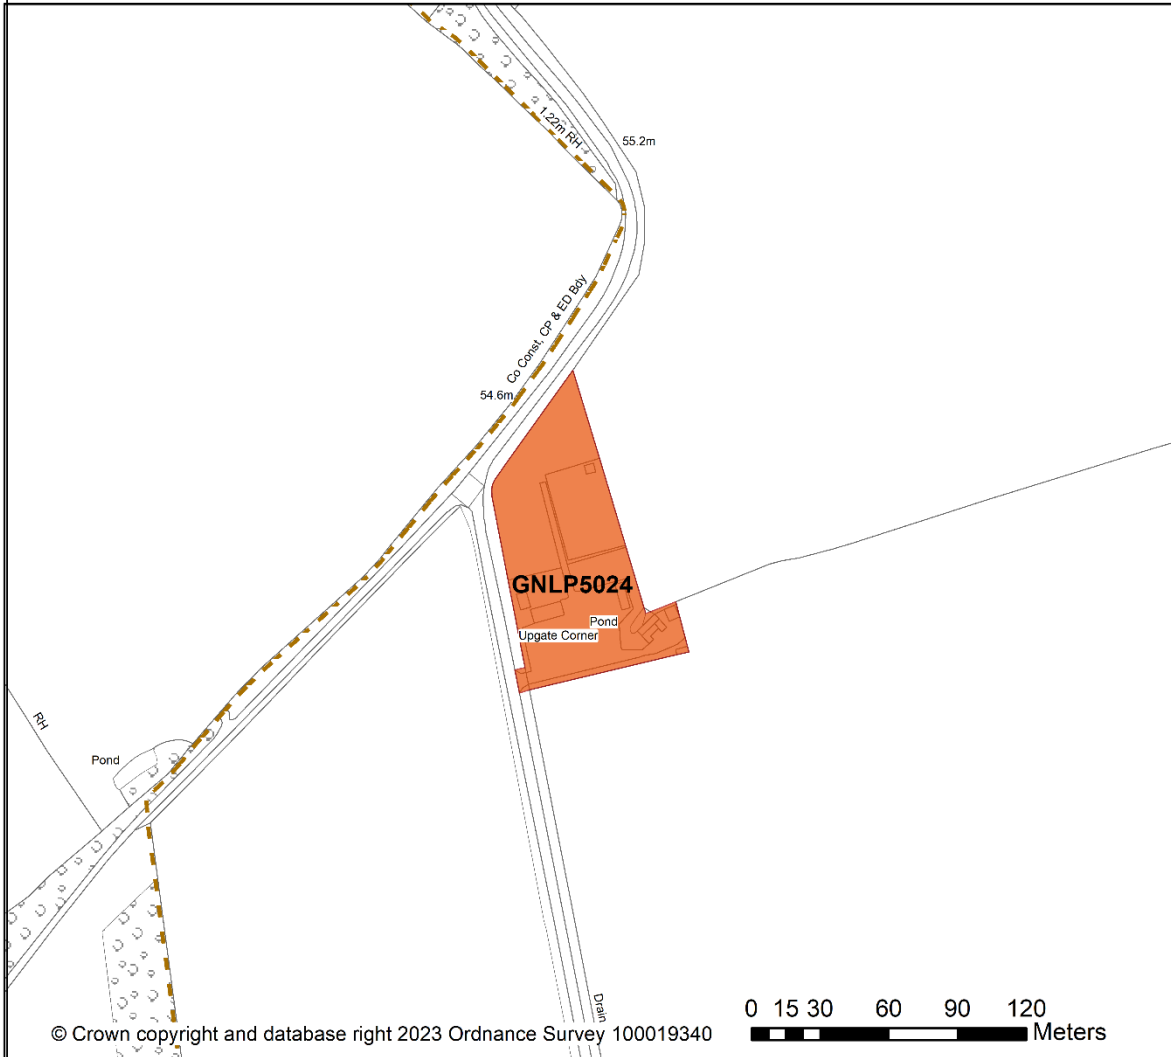 1.22m RH
55.2m
Co Const, CP & ED Bdy
54.6m
GNLP5024
Pond
Upgate Corner
RH
Pond
Drain
0 15 30 60 90 120
Meters
© Crown copyright and database right 2023 Ordnance Survey 100019340